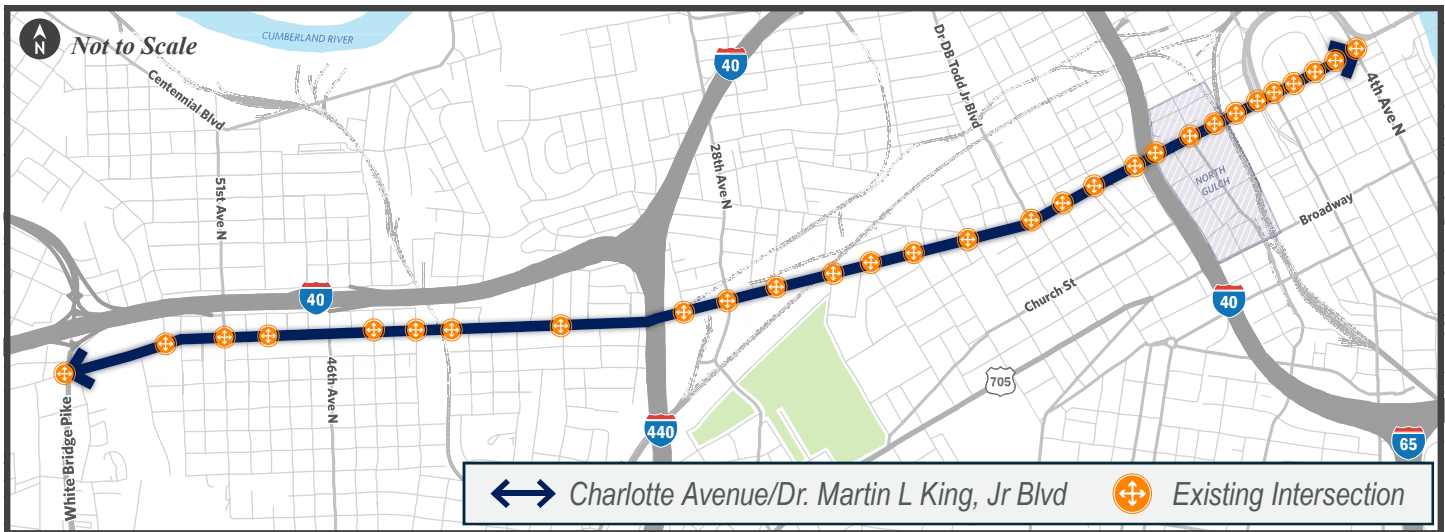 N
Not to Scale
CUMBERLAND RIVER
40
Dr DB Todd Jr Blvd
4th Ave N
Centennial Blvd
28th Ave N
51st Ave N
NORTH
GULCH
Broadway
40
Church St
40
46th Ave N
705
White Bridge Pike
440
65
Charlotte Avenue/Dr. Martin L King, Jr Blvd
Existing Intersection